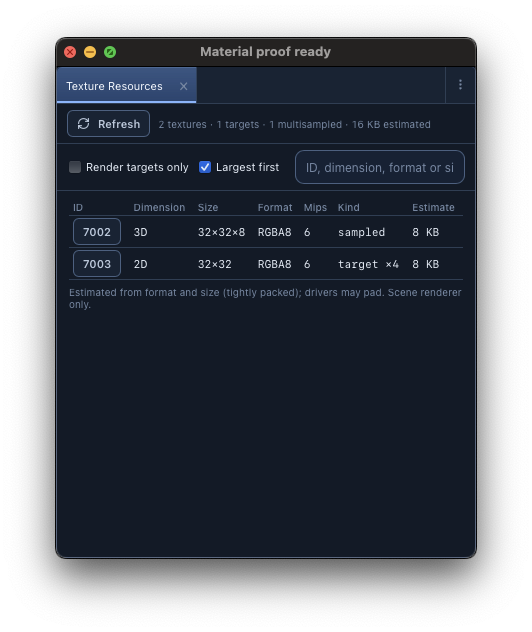 Material proof ready
Texture Resources
Refresh
2 textures · 1 targets · 1 multisampled · 16 KB estimated
Render targets only
Largest first
ID, dimension, format or si
ID Dimension Size Format Mips Kind Estimate
7002 3D 32×32×8 RGBA8 6 sampled 8 KB
7003 2D 32×32 RGBA8 6 target ×4 8 KB
Estimated from format and size (tightly packed); drivers may pad. Scene renderer
only.